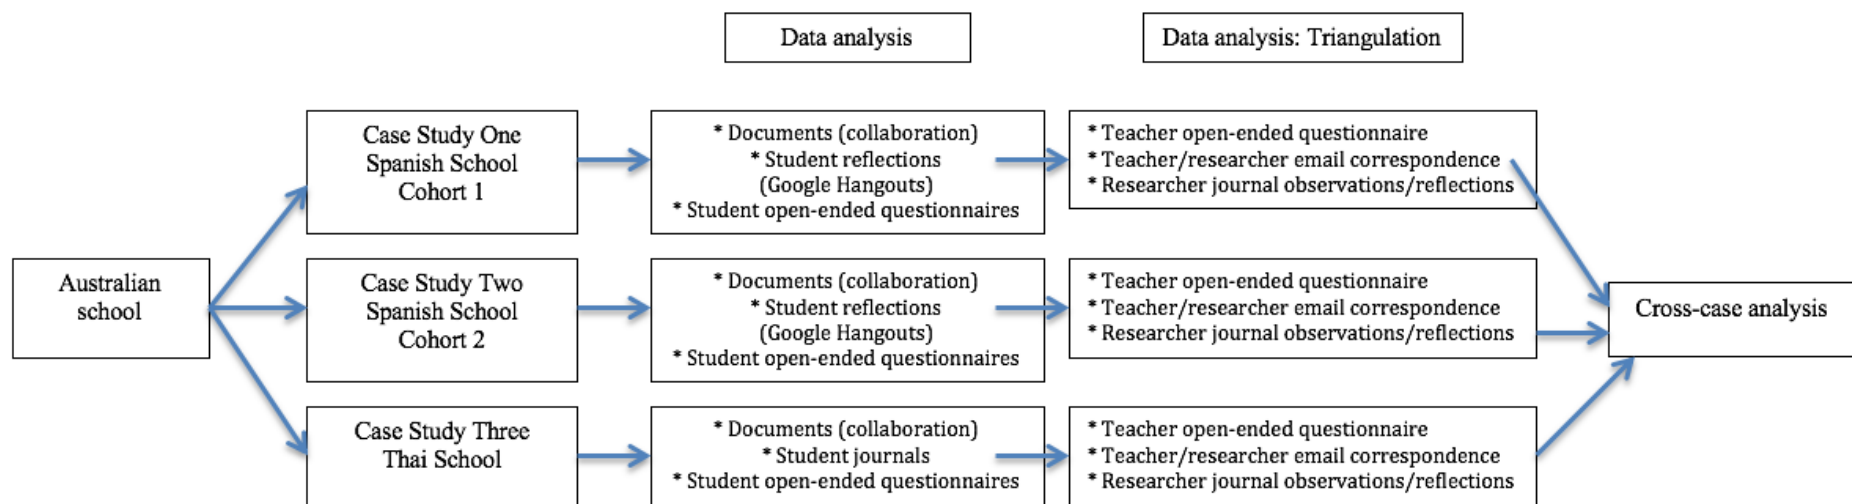 Data analysis
Data analysis: Triangulation
Australian
school
Case Study One
Spanish School
Cohort 1
* Documents (collaboration)
* Student reflections
(Google Hangouts)
* Student open-ended questionnaires
* Teacher open-ended questionnaire
* Teacher/researcher email correspondence
* Researcher journal observations/reflections
Case Study Two
Spanish School
Cohort 2
* Documents (collaboration)
* Student reflections
(Google Hangouts)
* Student open-ended questionnaires
* Teacher open-ended questionnaire
* Teacher/researcher email correspondence
* Researcher journal observations/reflections
Case Study Three
Thai School
* Documents (collaboration)
* Student journals
* Student open-ended questionnaires
* Teacher open-ended questionnaire
* Teacher/researcher email correspondence
* Researcher journal observations/reflections
Cross-case analysis